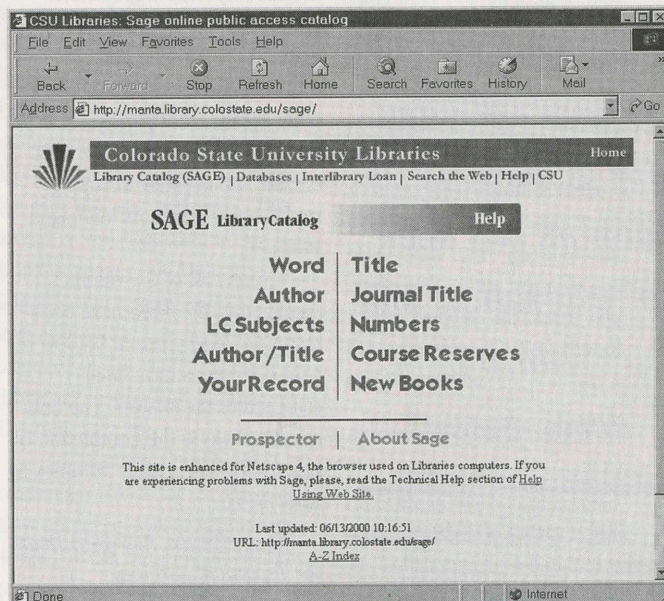 CSU Libraries: Sage online public access catalog
File Edit View Favorites Tools Help
Back Forward Stop Refresh Home Search Favorites History Mail
Address http://manta.library.colostate.edu/sage/ Go
Colorado State University Libraries Home
Library Catalog (SAGE) | Databases | Interlibrary Loan | Search the Web | Help | CSU
SAGE Library Catalog Help
Word | Title
Author | Journal Title
LC Subjects | Numbers
Author/Title | Course Reserves
Your Record | New Books
Prospector | About Sage
This site is enhanced for Netscape 4, the browser used on Libraries computers. If you
are experiencing problems with Sage, please, read the Technical Help section of Help
Using Web Site.
Last updated: 06/13/2000 10:16:51
URL: http://manta.library.colostate.edu/sage/
A-Z Index
Done Internet